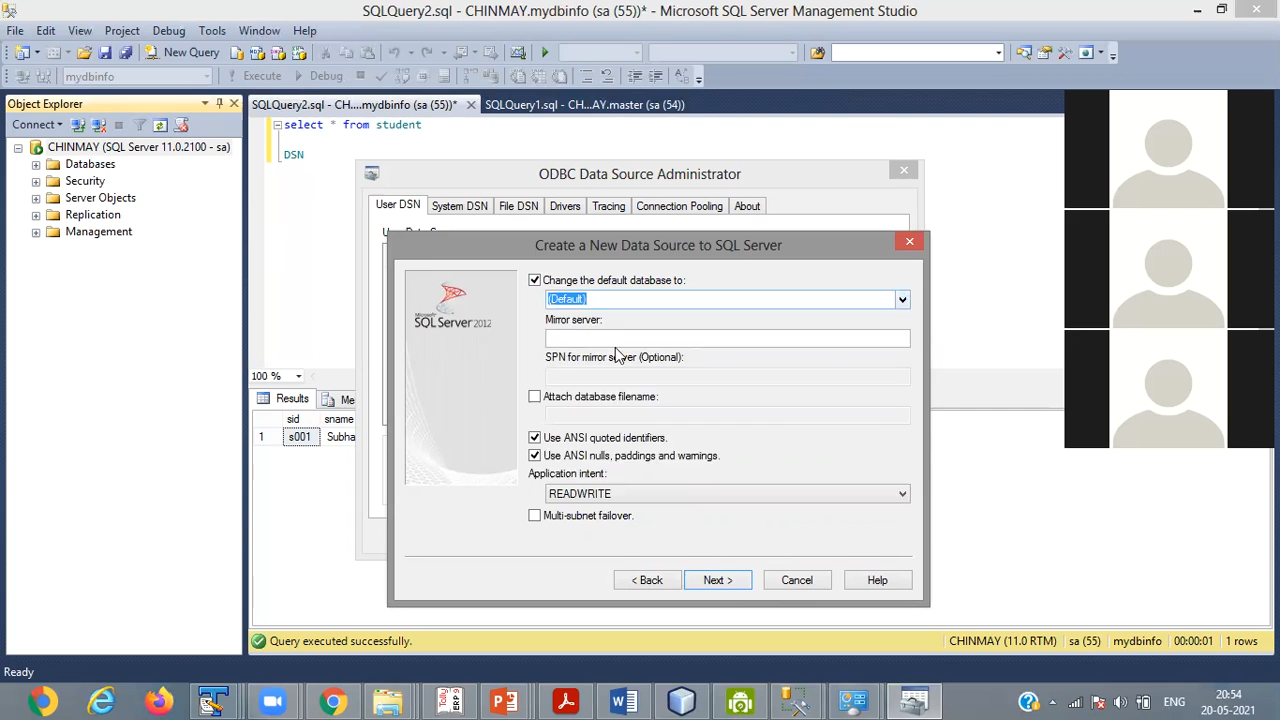 SQLQuery2.sql - CHINMAY.mydbinfo (sa (55))* - Microsoft SQL Server Management Studio
File Edit View Project Debug Tools Window Help
New Query
mydbinfo Execute Debug
Object Explorer
SQLQuery2.sql - CH....mydbinfo (sa (55))* SQLQuery1.sql - CH...AY.master (sa (54))
Connect
CHINMAY (SQL Server 11.0.2100 - sa)
Databases
Security
Server Objects
Replication
Management
select * from student
DSN
ODBC Data Source Administrator
User DSN System DSN File DSN Drivers Tracing Connection Pooling About
Create a New Data Source to SQL Server
Microsoft
SQL Server 2012
Change the default database to:
(Default)
Mirror server:
SPN for mirror server (Optional):
Attach database filename:
Use ANSI quoted identifiers.
Use ANSI nulls, paddings and warnings.
Application intent:
READWRITE
Multi-subnet failover.
< Back Next > Cancel Help
100 %
Results Me
sid sname
1 s001 Subha
Query executed successfully. CHINMAY (11.0 RTM) sa (55) mydbinfo 00:00:01 1 rows
Ready
ENG
20:54
20-05-2021